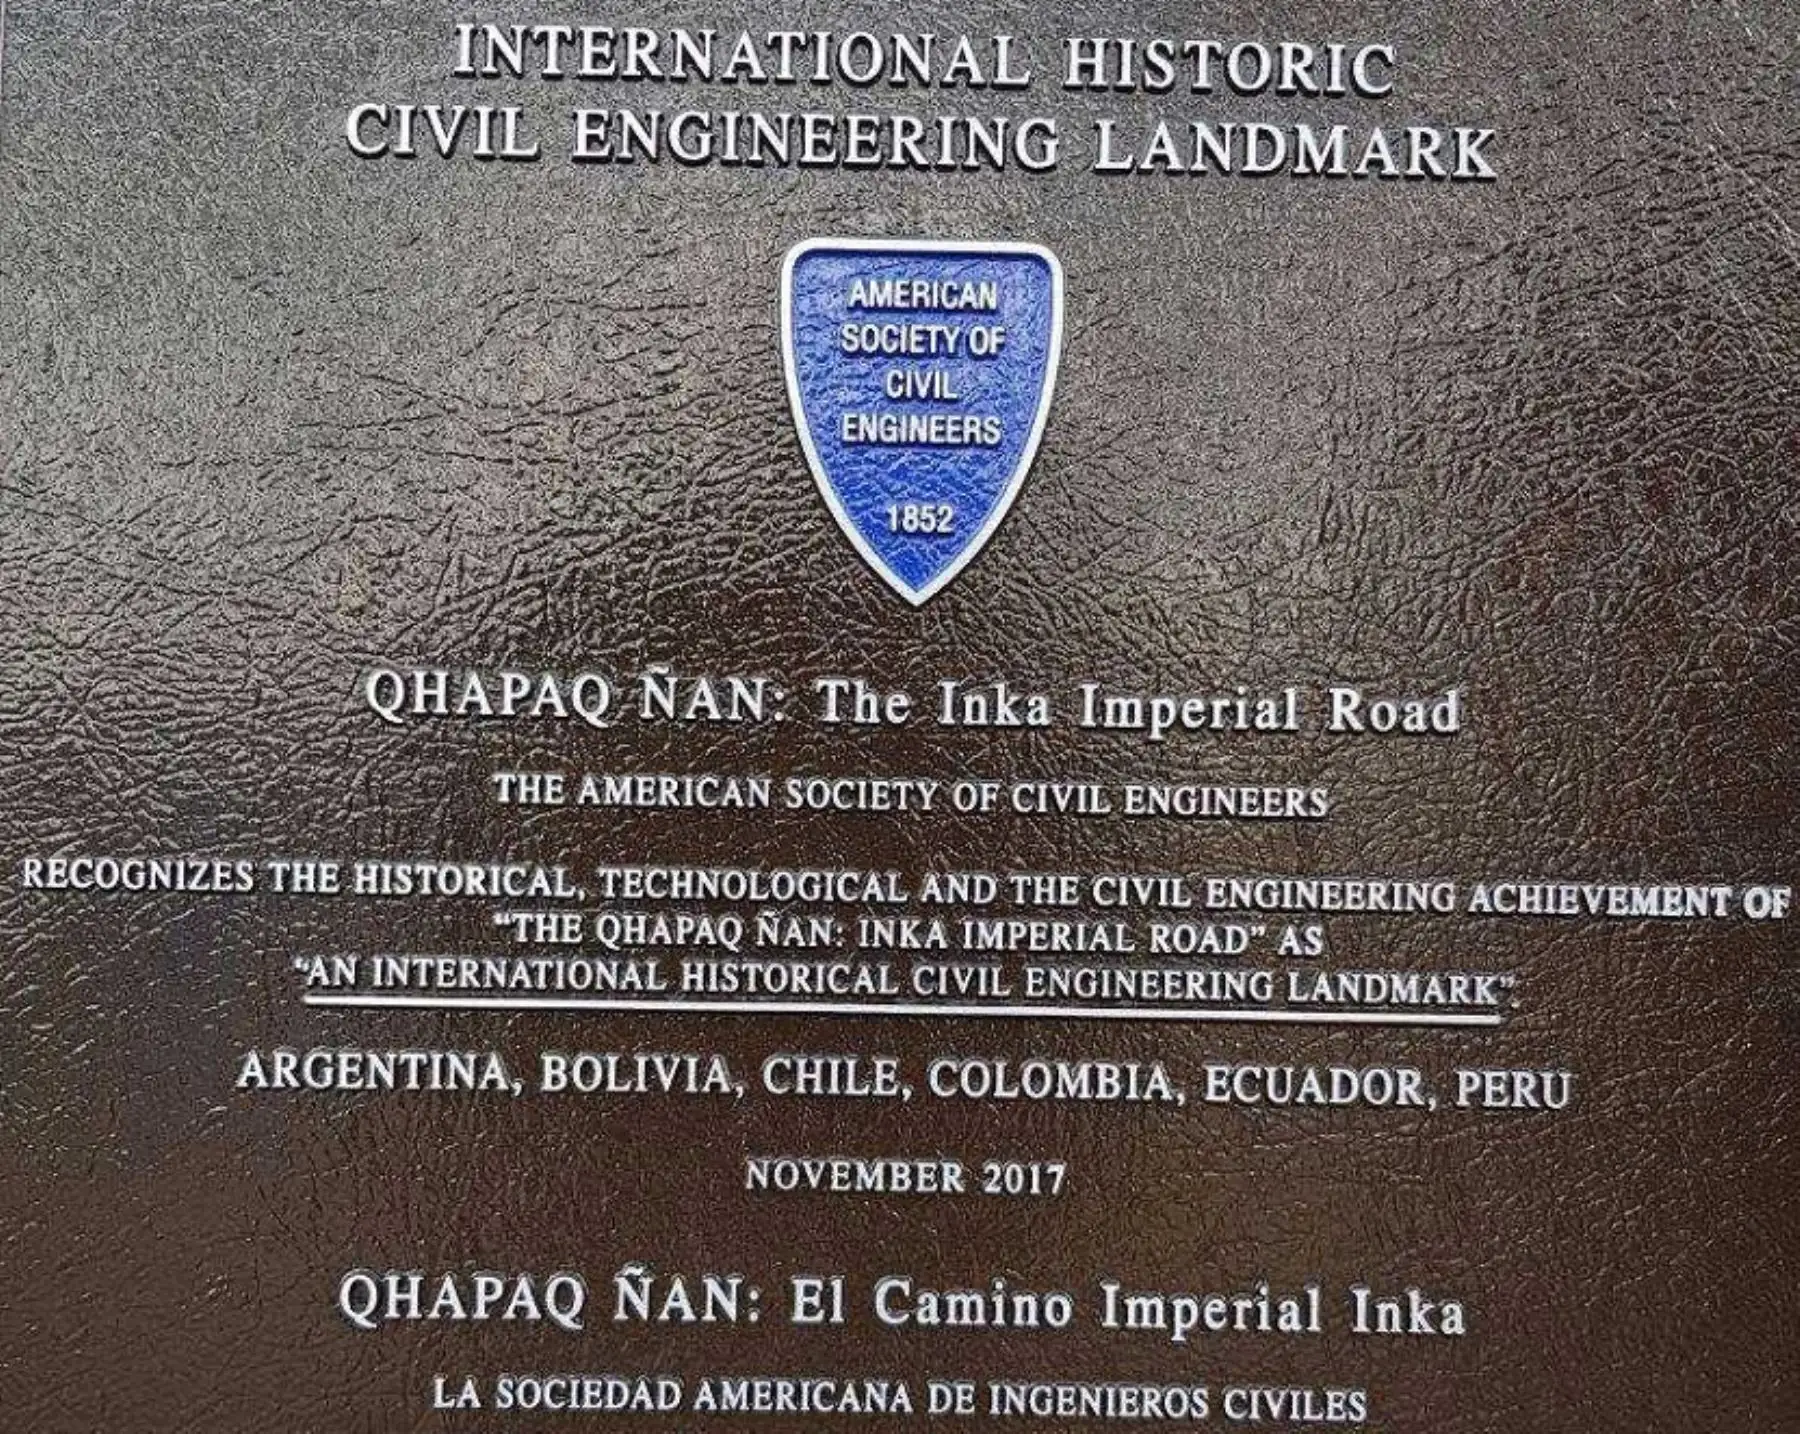 INTERNATIONAL HISTORIC
CIVIL ENGINEERING LANDMARK
AMERICAN
SOCIETY OF
CIVIL
ENGINEERS
1852
QHAPAQ ÑAN: The Inka Imperial Road
THE AMERICAN SOCIETY OF CIVIL ENGINEERS
RECOGNIZES THE HISTORICAL, TECHNOLOGICAL AND THE CIVIL ENGINEERING ACHIEVEMENT OF
“THE QHAPAQ ÑAN: INKA IMPERIAL ROAD” AS
“AN INTERNATIONAL HISTORICAL CIVIL ENGINEERING LANDMARK”.
ARGENTINA, BOLIVIA, CHILE, COLOMBIA, ECUADOR, PERU
NOVEMBER 2017
QHAPAQ ÑAN: El Camino Imperial Inka
LA SOCIEDAD AMERICANA DE INGENIEROS CIVILES